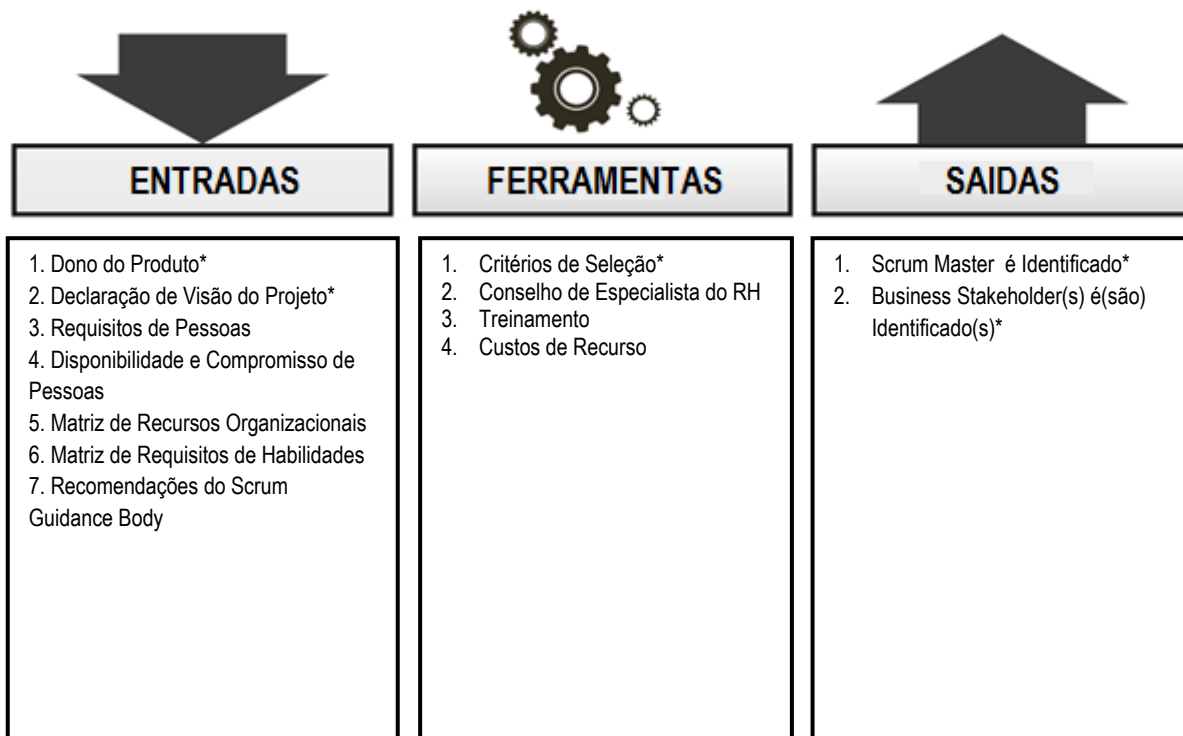 ENTRADAS
FERRAMENTAS
SAIDAS
1. Dono do Produto*
2. Declaração de Visão do Projeto*
3. Requisitos de Pessoas
4. Disponibilidade e Compromisso de
Pessoas
5. Matriz de Recursos Organizacionais
6. Matriz de Requisitos de Habilidades
7. Recomendações do Scrum
Guidance Body
1. Critérios de Seleção*
2. Conselho de Especialista do RH
3. Treinamento
4. Custos de Recurso
1. Scrum Master é Identificado*
2. Business Stakeholder(s) é(são)
Identificado(s)*